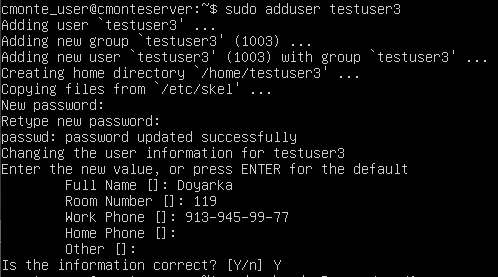 cmonte_user@cmonteserver:~$ sudo adduser testuser3
Adding user `testuser3' ...
Adding new group `testuser3' (1003) ...
Adding new user `testuser3' (1003) with group `testuser3' ...
Creating home directory `/home/testuser3' ...
Copying files from `/etc/skel' ...
New password:
Retype new password:
passwd: password updated successfully
Changing the user information for testuser3
Enter the new value, or press ENTER for the default
Full Name []: Doyarka
Room Number []: 119
Work Phone []: 913-945-99-77
Home Phone []:
Other []:
Is the information correct? [Y/n] Y